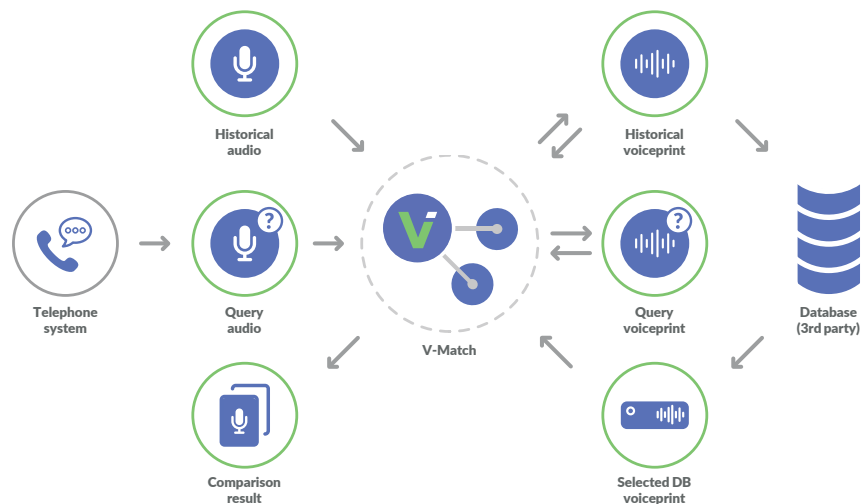 Historical
audio
Historical
voiceprint
?
?
Telephone
system
Query
audio
V-Match
Query
voiceprint
Database
(3rd party)
Comparison
result
Selected DB
voiceprint